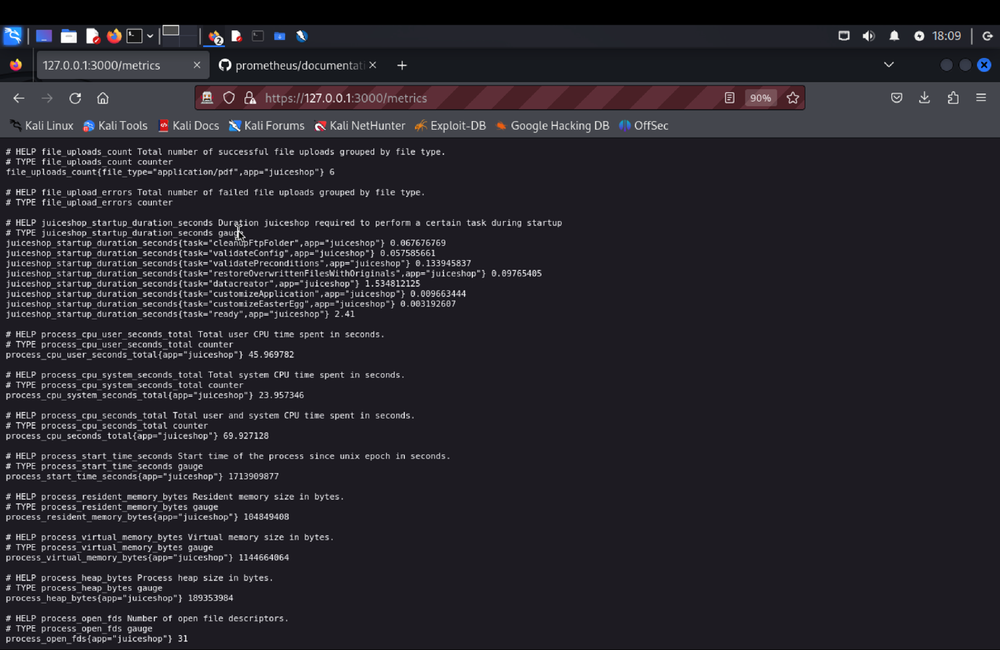 2
18:09
127.0.0.1:3000/metrics
prometheus/documentati
https://127.0.0.1:3000/metrics
90%
Kali Linux
Kali Tools
Kali Docs
Kali Forums
Kali NetHunter
Exploit-DB
Google Hacking DB
OffSec
# HELP file_uploads_count Total number of successful file uploads grouped by file type.
# TYPE file_uploads_count counter
file_uploads_count{file_type="application/pdf",app="juiceshop"} 6
# HELP file_upload_errors Total number of failed file uploads grouped by file type.
# TYPE file_upload_errors counter
# HELP juiceshop_startup_duration_seconds Duration juiceshop required to perform a certain task during startup
# TYPE juiceshop_startup_duration_seconds gauge
juiceshop_startup_duration_seconds{task="cleanupFtpFolder",app="juiceshop"} 0.067676769
juiceshop_startup_duration_seconds{task="validateConfig",app="juiceshop"} 0.057585661
juiceshop_startup_duration_seconds{task="validatePreconditions",app="juiceshop"} 0.133945837
juiceshop_startup_duration_seconds{task="restoreOverwrittenFilesWithOriginals",app="juiceshop"} 0.09765405
juiceshop_startup_duration_seconds{task="datacreator",app="juiceshop"} 1.534812125
juiceshop_startup_duration_seconds{task="customizeApplication",app="juiceshop"} 0.009663444
juiceshop_startup_duration_seconds{task="customizeEasterEgg",app="juiceshop"} 0.003192607
juiceshop_startup_duration_seconds{task="ready",app="juiceshop"} 2.41
# HELP process_cpu_user_seconds_total Total user CPU time spent in seconds.
# TYPE process_cpu_user_seconds_total counter
process_cpu_user_seconds_total{app="juiceshop"} 45.969782
# HELP process_cpu_system_seconds_total Total system CPU time spent in seconds.
# TYPE process_cpu_system_seconds_total counter
process_cpu_system_seconds_total{app="juiceshop"} 23.957346
# HELP process_cpu_seconds_total Total user and system CPU time spent in seconds.
# TYPE process_cpu_seconds_total counter
process_cpu_seconds_total{app="juiceshop"} 69.927128
# HELP process_start_time_seconds Start time of the process since unix epoch in seconds.
# TYPE process_start_time_seconds gauge
process_start_time_seconds{app="juiceshop"} 1713909877
# HELP process_resident_memory_bytes Resident memory size in bytes.
# TYPE process_resident_memory_bytes gauge
process_resident_memory_bytes{app="juiceshop"} 104849408
# HELP process_virtual_memory_bytes Virtual memory size in bytes.
# TYPE process_virtual_memory_bytes gauge
process_virtual_memory_bytes{app="juiceshop"} 1144664064
# HELP process_heap_bytes Process heap size in bytes.
# TYPE process_heap_bytes gauge
process_heap_bytes{app="juiceshop"} 189353984
# HELP process_open_fds Number of open file descriptors.
# TYPE process_open_fds gauge
process_open_fds{app="juiceshop"} 31